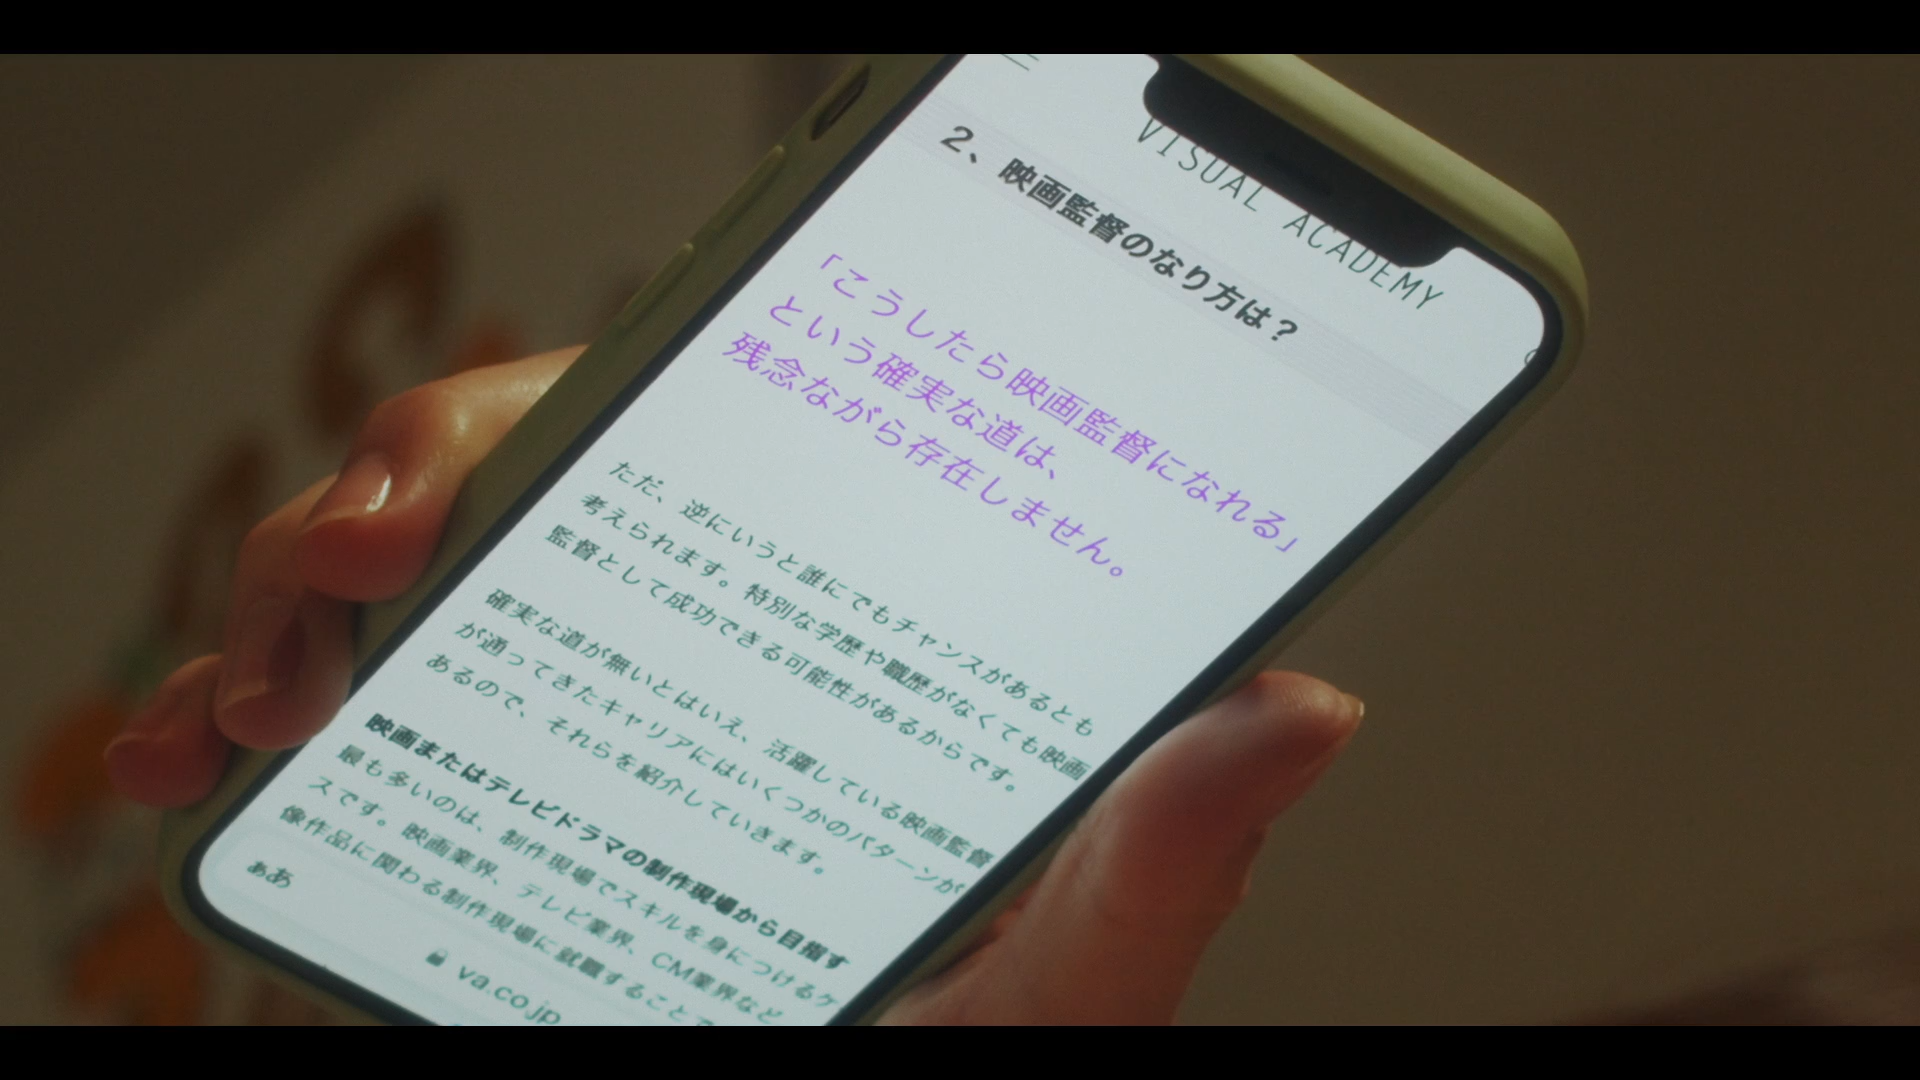 VISUAL ACADEMY
2、映画監督のなり方は？
「こうしたら映画監督になれる」
という確実な道は、
残念ながら存在しません。
ただ、逆にいうと誰にでもチャンスがあるとも
考えられます。特別な学歴や職歴がなくても映画
監督として成功できる可能性があるからです。
確実な道が無いとはいえ、活躍している映画監督
が通ってきたキャリアにはいくつかのパターンが
あるので、それらを紹介していきます。
映画またはテレビドラマの制作現場から目指す
最も多いのは、制作現場でスキルを身につけるケー
スです。映画業界、テレビ業界、CM業界など
像作品に関わる制作現場に就職することで
ぁあ
va.co.jp